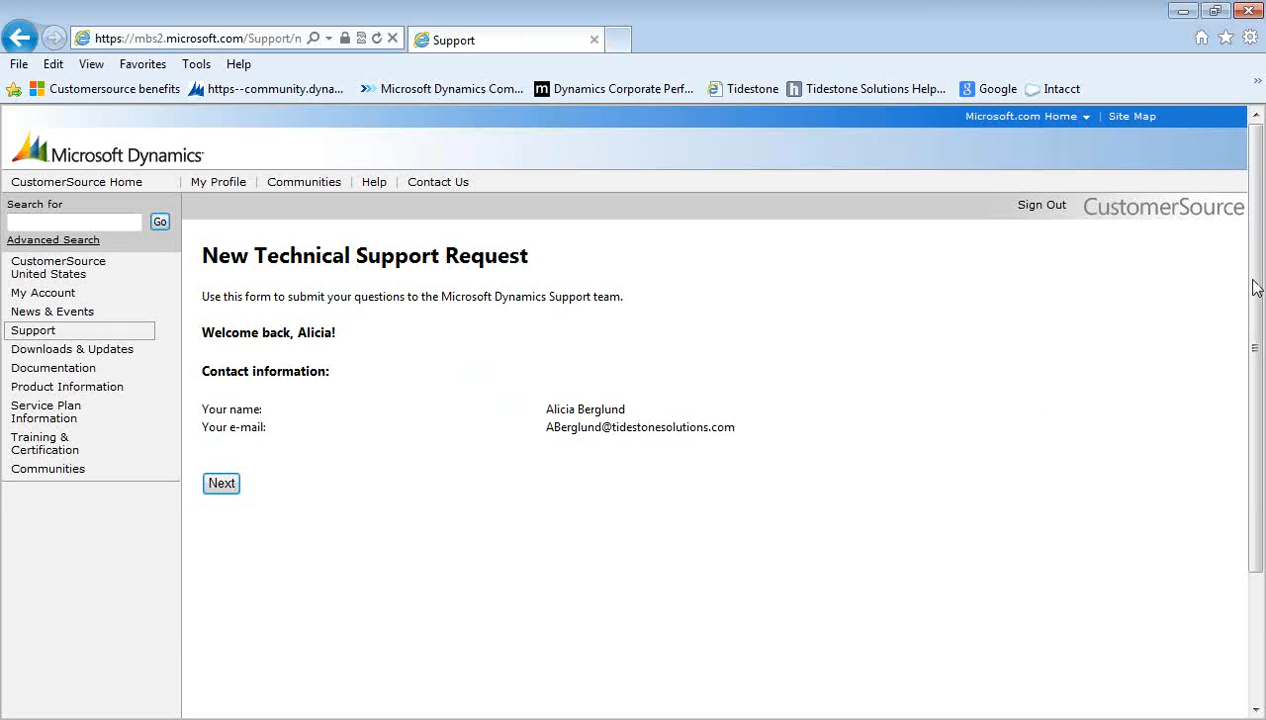 https://mbs2.microsoft.com/Support/n
Support
File Edit View Favorites Tools Help
Customersource benefits https--community.dyna... Microsoft Dynamics Com... Dynamics Corporate Perf... Tidestone Tidestone Solutions Help... Google Intacct
Microsoft.com Home | Site Map
Microsoft Dynamics
CustomerSource Home | My Profile | Communities | Help | Contact Us
Search for
Go
Advanced Search
Sign Out CustomerSource
CustomerSource
United States
My Account
News & Events
Support
Downloads & Updates
Documentation
Product Information
Service Plan
Information
Training &
Certification
Communities
New Technical Support Request
Use this form to submit your questions to the Microsoft Dynamics Support team.
Welcome back, Alicia!
Contact information:
Your name: Alicia Berglund
Your e-mail: ABerglund@tidestonesolutions.com
Next